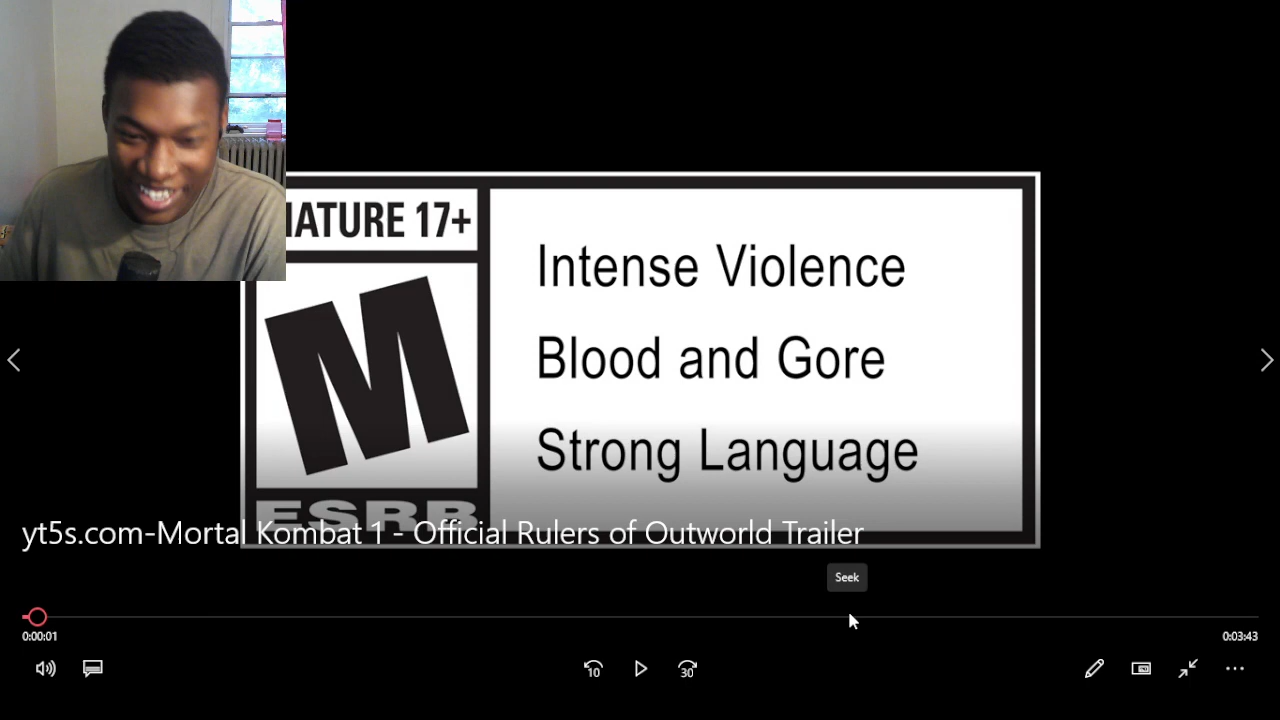 MATURE 17+
M
ESRB
Intense Violence
Blood and Gore
Strong Language
yt5s.com-Mortal Kombat 1 - Official Rulers of Outworld Trailer
Seek
0:00:01
0:03:43
10
30